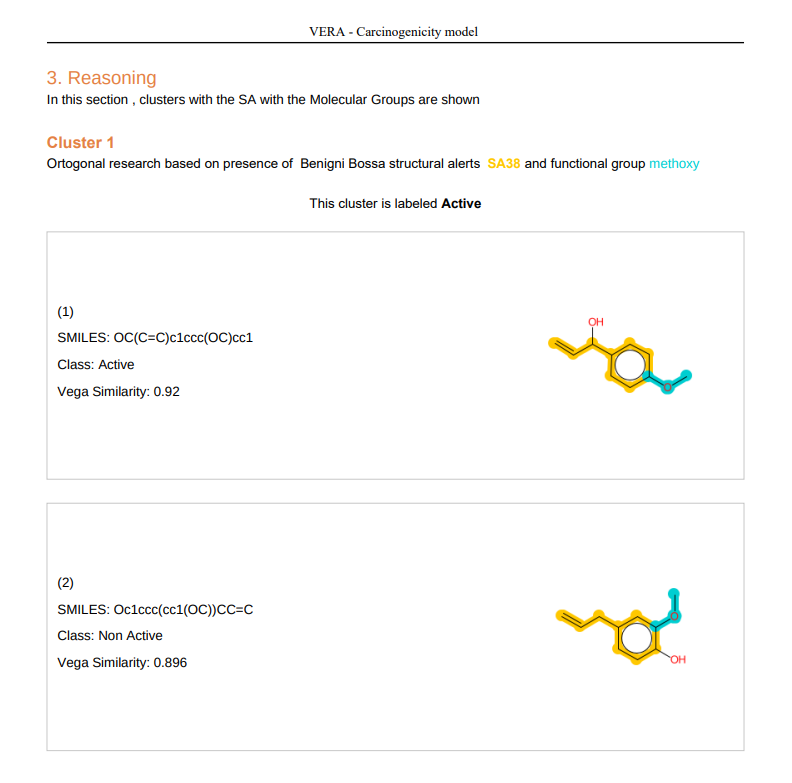 VERA - Carcinogenicity model
3. Reasoning
In this section , clusters with the SA with the Molecular Groups are shown
Cluster 1
Ortogonal research based on presence of Benigni Bossa structural alerts SA38 and functional group methoxy
This cluster is labeled Active
(1)
SMILES: OC(C=C)c1ccc(OC)cc1
Class: Active
Vega Similarity: 0.92
OH
O
(2)
SMILES: Oc1ccc(cc1(OC))CC=C
Class: Non Active
Vega Similarity: 0.896
O
OH